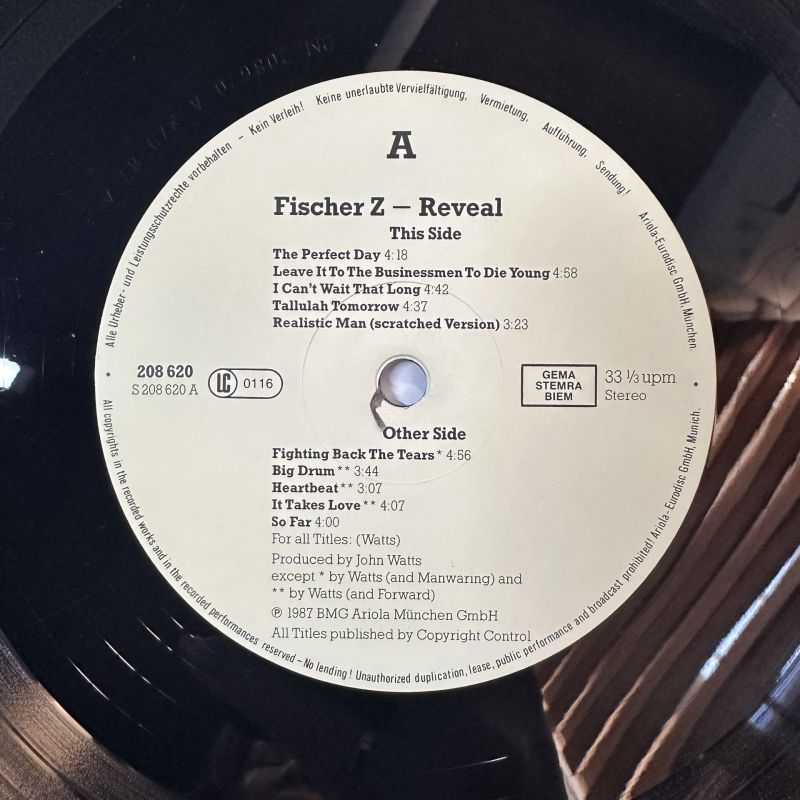 Alle Urheber- und Leistungsschutzrechte vorbehalten – Kein Verleih! Keine unerlaubte Vervielfältigung, Vermietung, Aufführung, Sendung! Ariola-Eurodisc GmbH, München.
A
Fischer Z – Reveal
This Side
The Perfect Day 4:18
Leave It To The Businessmen To Die Young 4:58
I Can't Wait That Long 4:42
Tallulah Tomorrow 4:37
Realistic Man (scratched Version) 3:23
208 620
S 208 620 A
LC 0116
GEMA
STEMRA
BIEM
33 ⅓ upm
Stereo
Other Side
Fighting Back The Tears * 4:56
Big Drum ** 3:44
Heartbeat ** 3:07
It Takes Love ** 4:07
So Far 4:00
For all Titles: (Watts)
Produced by John Watts
except * by Watts (and Manwaring) and
** by Watts (and Forward)
℗ 1987 BMG Ariola München GmbH
All Titles published by Copyright Control
All copyrights in the recorded works and in the recorded performances reserved – No lending! Unauthorized duplication, lease, public performance and broadcast prohibited! Ariola-Eurodisc GmbH, Munich.